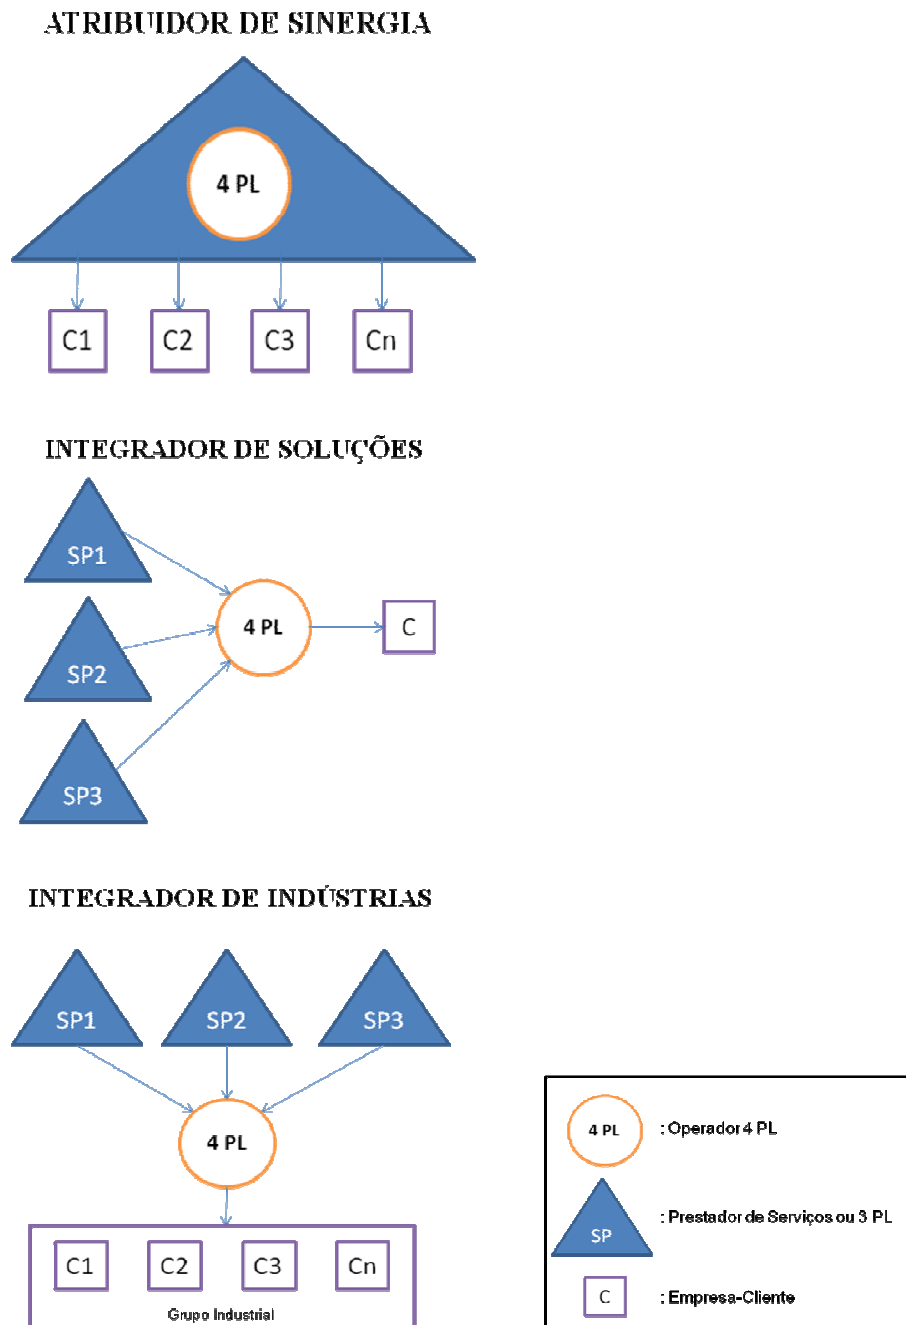 ATRIBUIDOR DE SINERGIA
4 PL
C1 C2 C3 Cn
INTEGRADOR DE SOLUÇÕES
SP1
SP2
SP3
4 PL
C
INTEGRADOR DE INDÚSTRIAS
SP1 SP2 SP3
4 PL
C1 C2 C3 Cn
Grupo Industrial
4 PL : Operador 4 PL
SP : Prestador de Serviços ou 3 PL
C : Empresa-Cliente